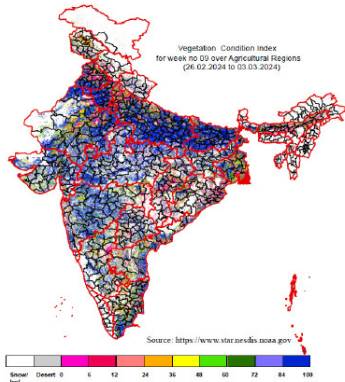 Vegetation Condition Index
for week no 09 over Agricultural Regions
(26.02.2024 to 03.03.2024)
Source: https://www.star.nesdis.noaa.gov
Snow/ Desert 0 6 12 24 36 48 60 72 84 100